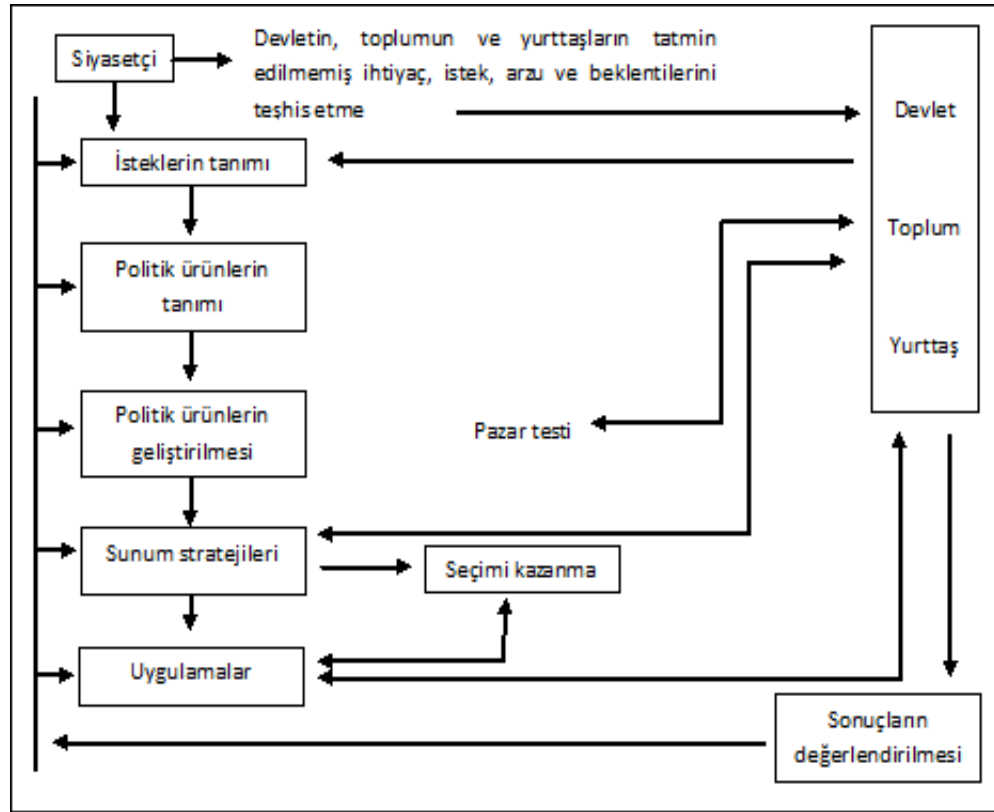 Siyasetçi
Devletin, toplumun ve yurttaşların tatmin
edilmemiş ihtiyaç, istek, arzu ve beklentilerini
teşhis etme
Devlet
Toplum
Yurttaş
İsteklerin tanımı
Politik ürünlerin
tanımı
Politik ürünlerin
geliştirilmesi
Pazar testi
Sunum stratejileri
Seçimi kazanma
Uygulamalar
Sonuçların
değerlendirilmesi